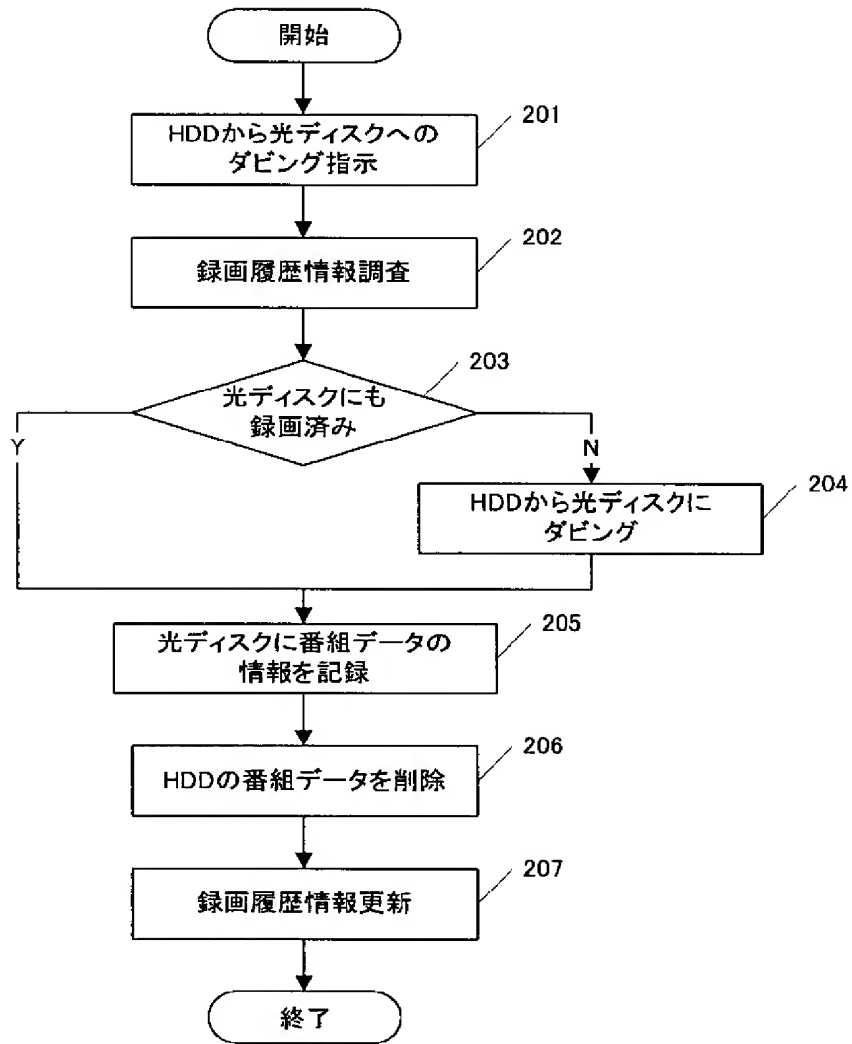 開始
HDDから光ディスクへの
ダビング指示
201
録画履歴情報調査
202
光ディスクにも
録画済み
203
Y
N
HDDから光ディスクに
ダビング
204
光ディスクに番組データの
情報を記録
205
HDDの番組データを削除
206
録画履歴情報更新
207
終了